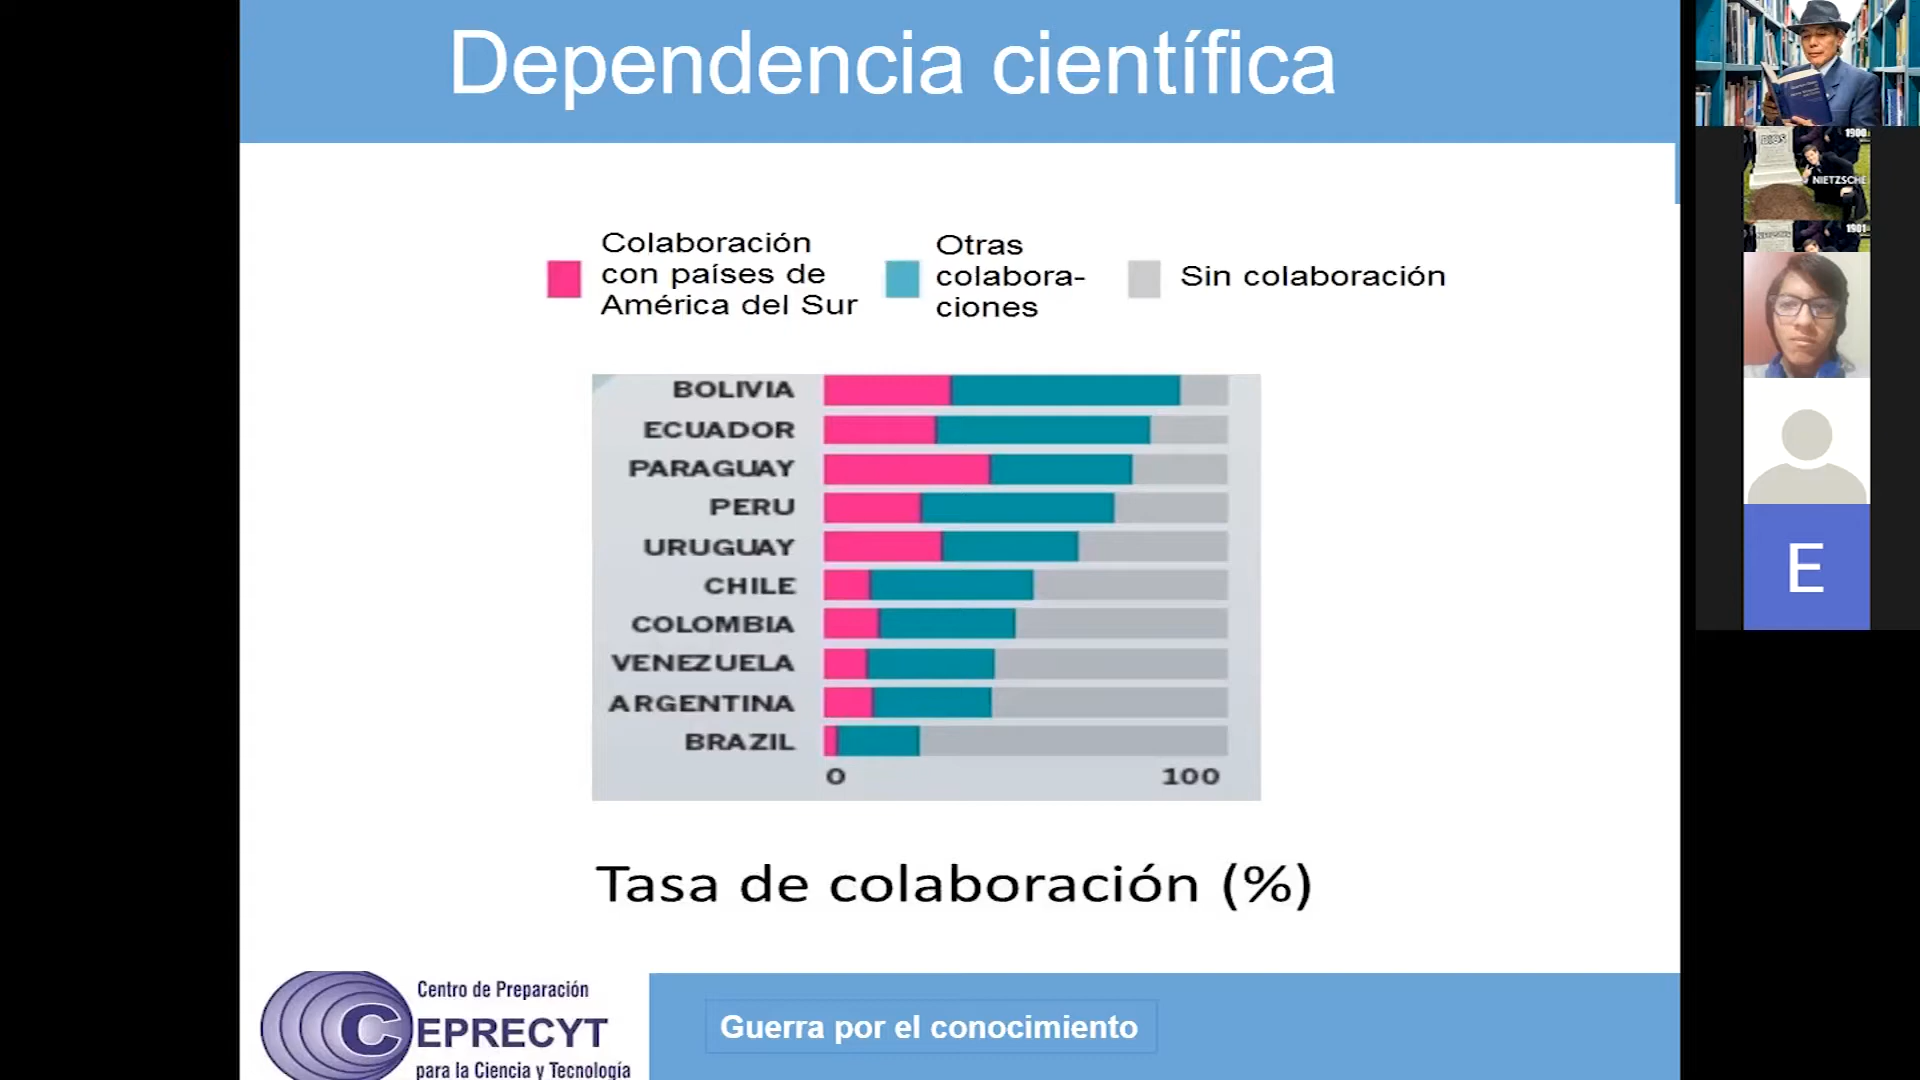 Dependencia científica
Colaboración
con países de
América del Sur
Otras
colabora-
ciones
Sin colaboración
BOLIVIA
ECUADOR
PARAGUAY
PERU
URUGUAY
CHILE
COLOMBIA
VENEZUELA
ARGENTINA
BRAZIL
0 100
Tasa de colaboración (%)
Centro de Preparación
CEPRECYT
para la Ciencia y Tecnología
Guerra por el conocimiento
1900
DIOS
NIETZSCHE
1901
E